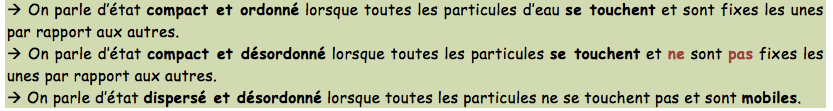 → On parle d'état compact et ordonné lorsque toutes les particules d'eau se touchent et sont fixes les unes
par rapport aux autres.
→ On parle d'état compact et désordonné lorsque toutes les particules se touchent et ne sont pas fixes les
unes par rapport aux autres.
→ On parle d'état dispersé et désordonné lorsque toutes les particules ne se touchent pas et sont mobiles.